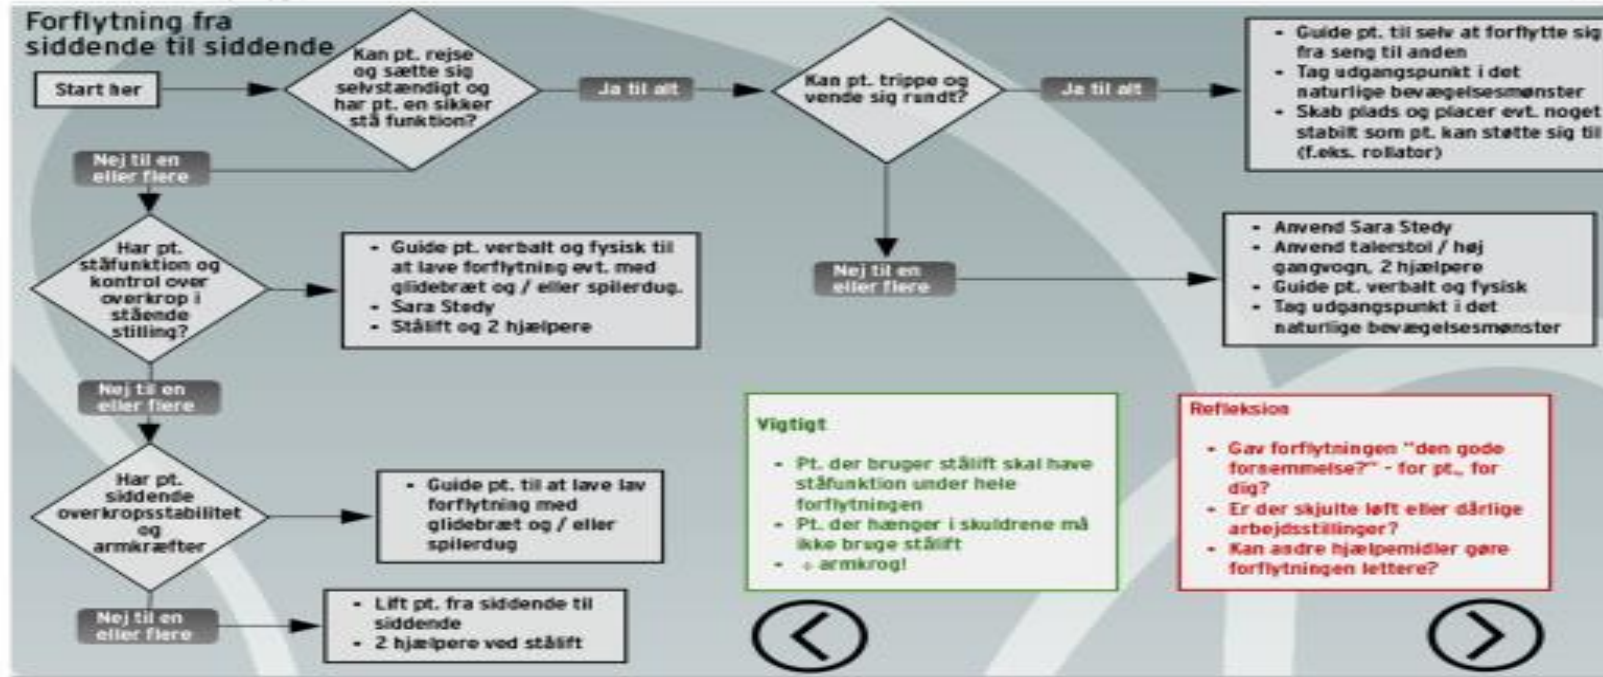 Forflytning fra
siddende til siddende
Start her
Kan pt. rejse
og sætte sig
selvstændigt og
har pt. en sikker
stå funktion?
Ja til alt
Kan pt. trippe og
vende sig rundt?
Ja til alt
• Guide pt. til selv at forflytte sig
fra seng til anden
• Tag udgangspunkt i det
naturlige bevægelsesmønster
• Skab plads og placer evt. noget
stabilt som pt. kan støtte sig til
(f.eks. rollator)
Nej til en
eller flere
Har pt.
ståfunktion og
kontrol over
overkrop i
stående
stilling?
• Guide pt. verbalt og fysisk til
at lave forflytning evt. med
glidebræt og / eller spilerdug.
• Sara Stedy
• Stålift og 2 hjælpere
Nej til en
eller flere
• Anvend Sara Stedy
• Anvend talerstol / høj
gangvogn, 2 hjælpere
• Guide pt. verbalt og fysisk
• Tag udgangspunkt i det
naturlige bevægelsesmønster
Nej til en
eller flere
Har pt.
siddende
overkropsstabilitet
og
armkræfter
• Guide pt. til at lave lav
forflytning med
glidebræt og / eller
spilerdug
Nej til en
eller flere
• Lift pt. fra siddende til
siddende
• 2 hjælpere ved stålift
Vigtigt
• Pt. der bruger stålift skal have
ståfunktion under hele
forflytningen
• Pt. der hænger i skuldrene må
ikke bruge stålift
• ÷ armkrog!
Refleksion
• Gav forflytningen "den gode
fornemmelse?" - for pt., for
dig?
• Er der skjulte løft eller dårlige
arbejdsstillinger?
• Kan andre hjælpemidler gøre
forflytningen lettere?